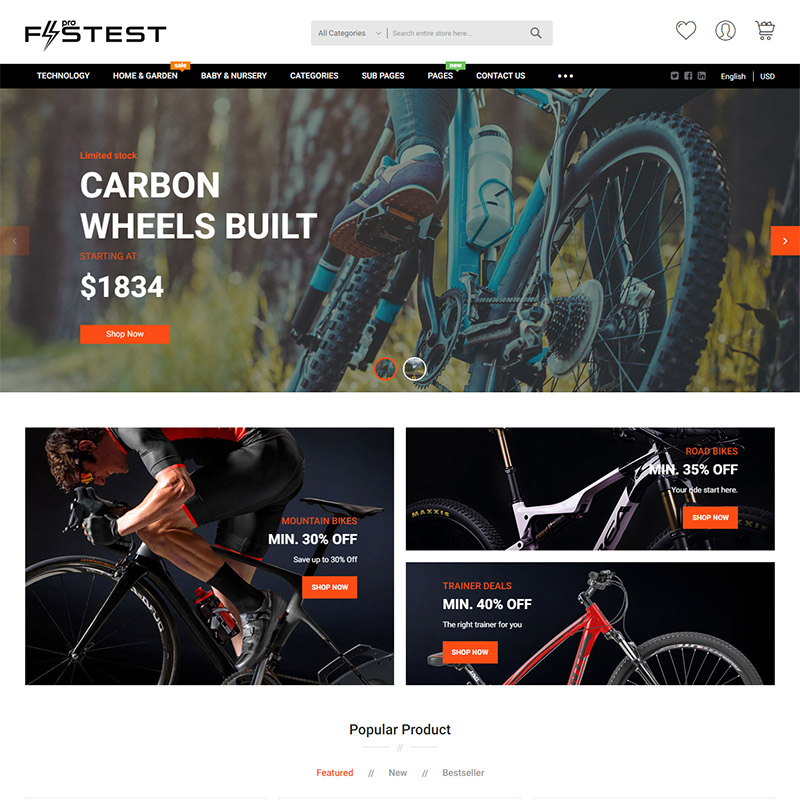 pro
FASTEST
All Categories
Search entire store here...
sale
new
TECHNOLOGY
HOME & GARDEN
BABY & NURSERY
CATEGORIES
SUB PAGES
PAGES
CONTACT US
English
USD
Limited stock
CARBON
WHEELS BUILT
STARTING AT:
$1834
Shop Now
MOUNTAIN BIKES
MIN. 30% OFF
Save up to 30% Off
SHOP NOW
ROAD BIKES
MIN. 35% OFF
Your ride start here.
SHOP NOW
MAXXIS
TRAINER DEALS
MIN. 40% OFF
The right trainer for you
SHOP NOW
Popular Product
//
Featured // New // Bestseller